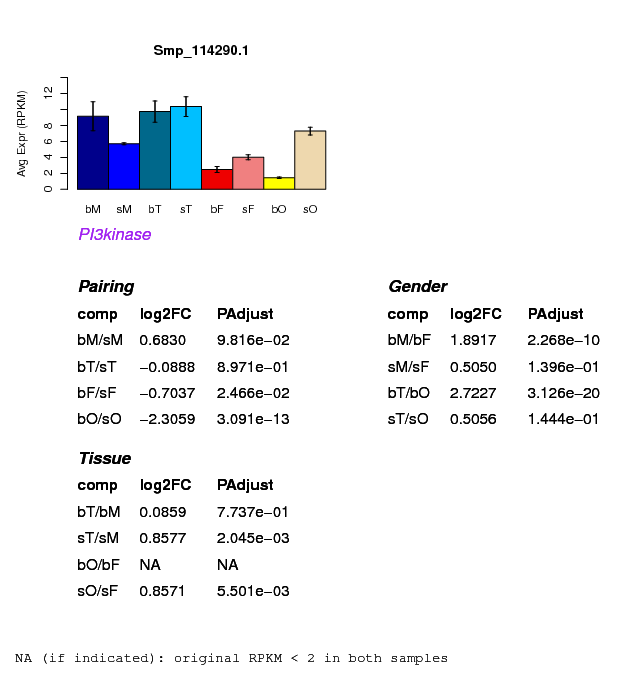 Smp_114290.1
Avg Expr (RPKM)
0 2 4 6 8 12
bM sM bT sT bF sF bO sO
PI3kinase
Pairing
comp log2FC PAdjust
bM/sM 0.6830 9.816e−02
bT/sT −0.0888 8.971e−01
bF/sF −0.7037 2.466e−02
bO/sO −2.3059 3.091e−13
Gender
comp log2FC PAdjust
bM/bF 1.8917 2.268e−10
sM/sF 0.5050 1.396e−01
bT/bO 2.7227 3.126e−20
sT/sO 0.5056 1.444e−01
Tissue
comp log2FC PAdjust
bT/bM 0.0859 7.737e−01
sT/sM 0.8577 2.045e−03
bO/bF NA NA
sO/sF 0.8571 5.501e−03
NA (if indicated): original RPKM < 2 in both samples